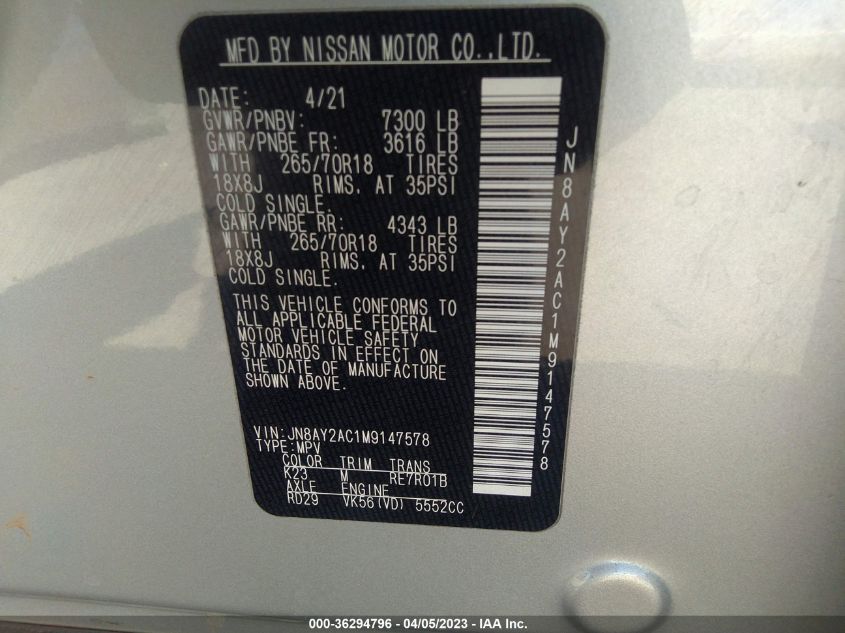 MFD BY NISSAN MOTOR CO.,LTD.
DATE: 4/21
GVWR/PNBV: 7300 LB
GAWR/PNBE FR: 3616 LB
WITH 265/70R18 TIRES
18X8J RIMS. AT 35PSI
COLD SINGLE.
GAWR/PNBE RR: 4343 LB
WITH 265/70R18 TIRES
18X8J RIMS. AT 35PSI
COLD SINGLE.
THIS VEHICLE CONFORMS TO
ALL APPLICABLE FEDERAL
MOTOR VEHICLE SAFETY
STANDARDS IN EFFECT ON
THE DATE OF MANUFACTURE
SHOWN ABOVE.
VIN:JN8AY2AC1M9147578
TYPE:MPV
COLOR TRIM TRANS
K23 M RE7R01B
AXLE ENGINE
RD29 VK56(VD) 5552CC
JN8AY2AC1M9147578
000-36294796 - 04/05/2023 - IAA Inc.